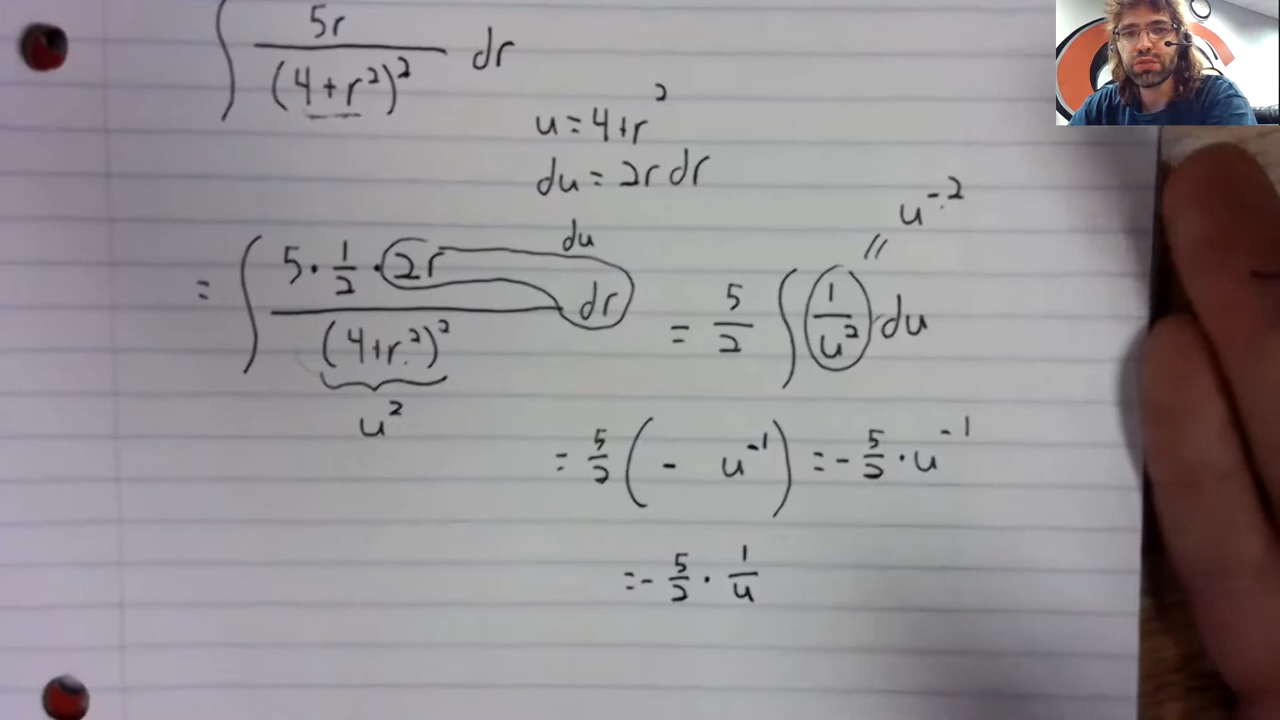 ∫ 5r / (4+r²)² dr
u = 4+r²
du = 2r dr
= ∫ 5 · 1/2 · 2r / (4+r²)² dr
du
u²
u⁻²
//
= 5/2 ∫ 1/u² · du
= 5/2 ( - u⁻¹ ) = - 5/2 · u⁻¹
= - 5/2 · 1/u